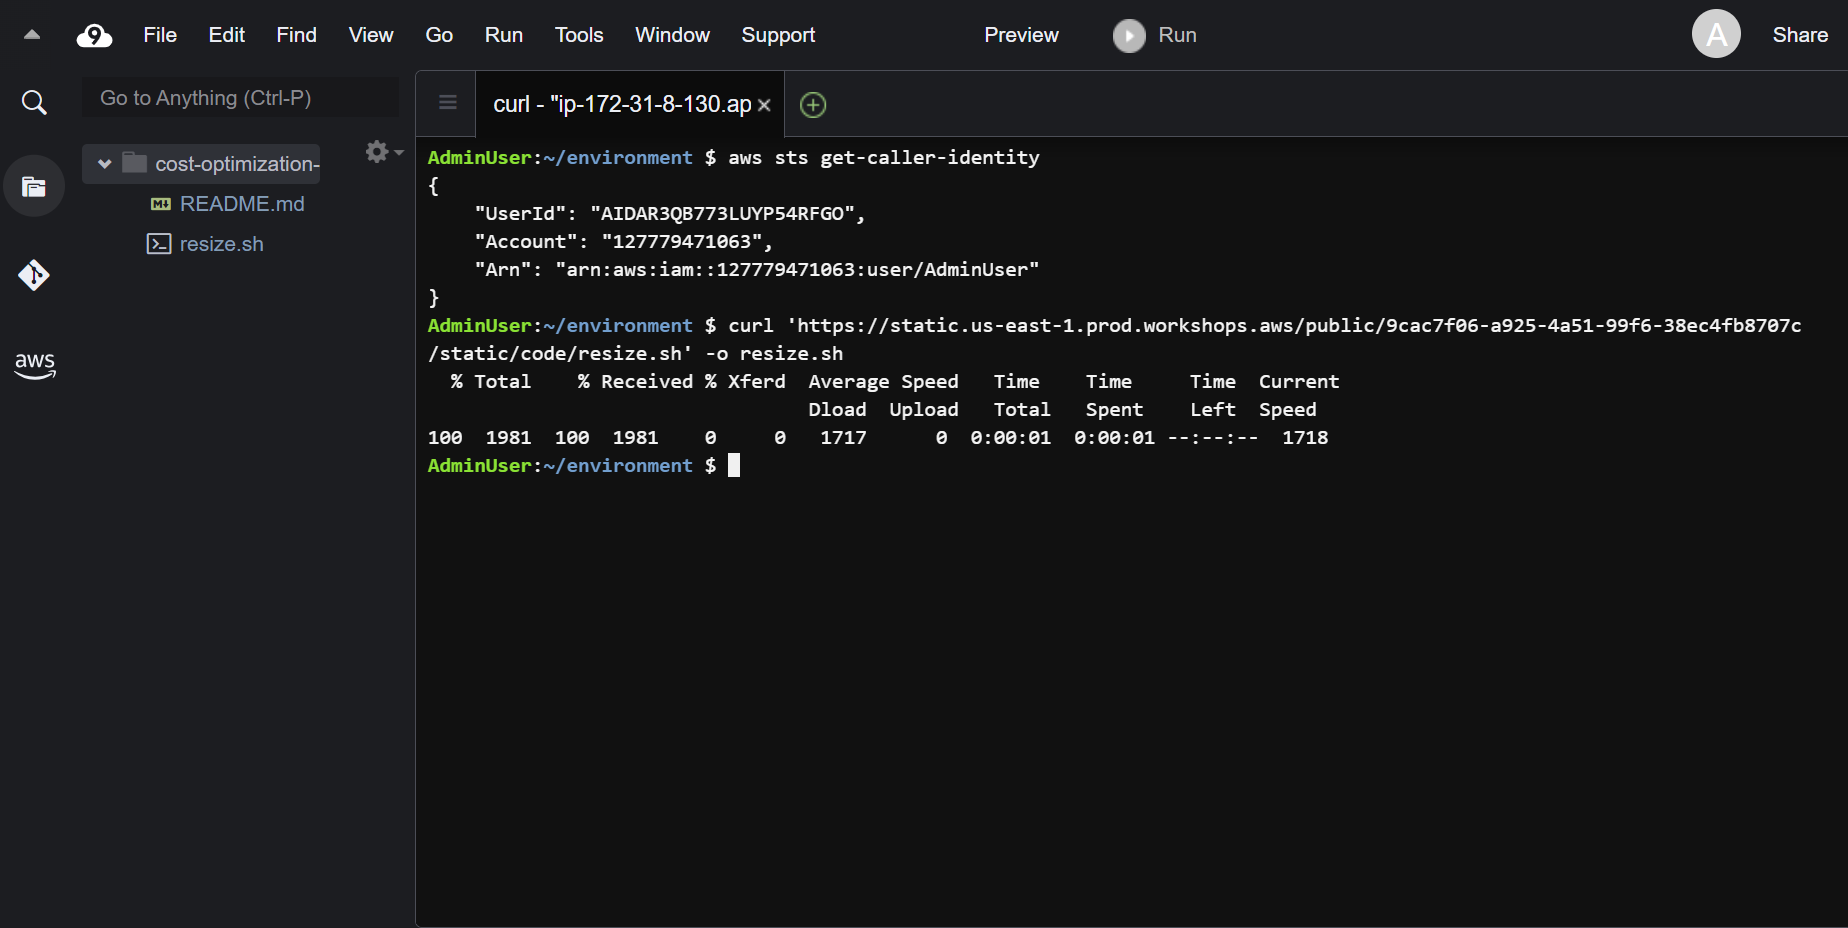 9 File Edit Find View Go Run Tools Window Support Preview Run A Share
Go to Anything (Ctrl-P)
curl - "ip-172-31-8-130.ap
cost-optimization-
README.md
resize.sh
aws
AdminUser:~/environment $ aws sts get-caller-identity
{
    "UserId": "AIDAR3QB773LUYP54RFGO",
    "Account": "127779471063",
    "Arn": "arn:aws:iam::127779471063:user/AdminUser"
}
AdminUser:~/environment $ curl 'https://static.us-east-1.prod.workshops.aws/public/9cac7f06-a925-4a51-99f6-38ec4fb8707c
/static/code/resize.sh' -o resize.sh
  % Total    % Received % Xferd  Average Speed   Time    Time     Time  Current
                                 Dload  Upload   Total   Spent    Left  Speed
100  1981  100  1981    0     0   1717      0  0:00:01  0:00:01 --:--:--  1718
AdminUser:~/environment $